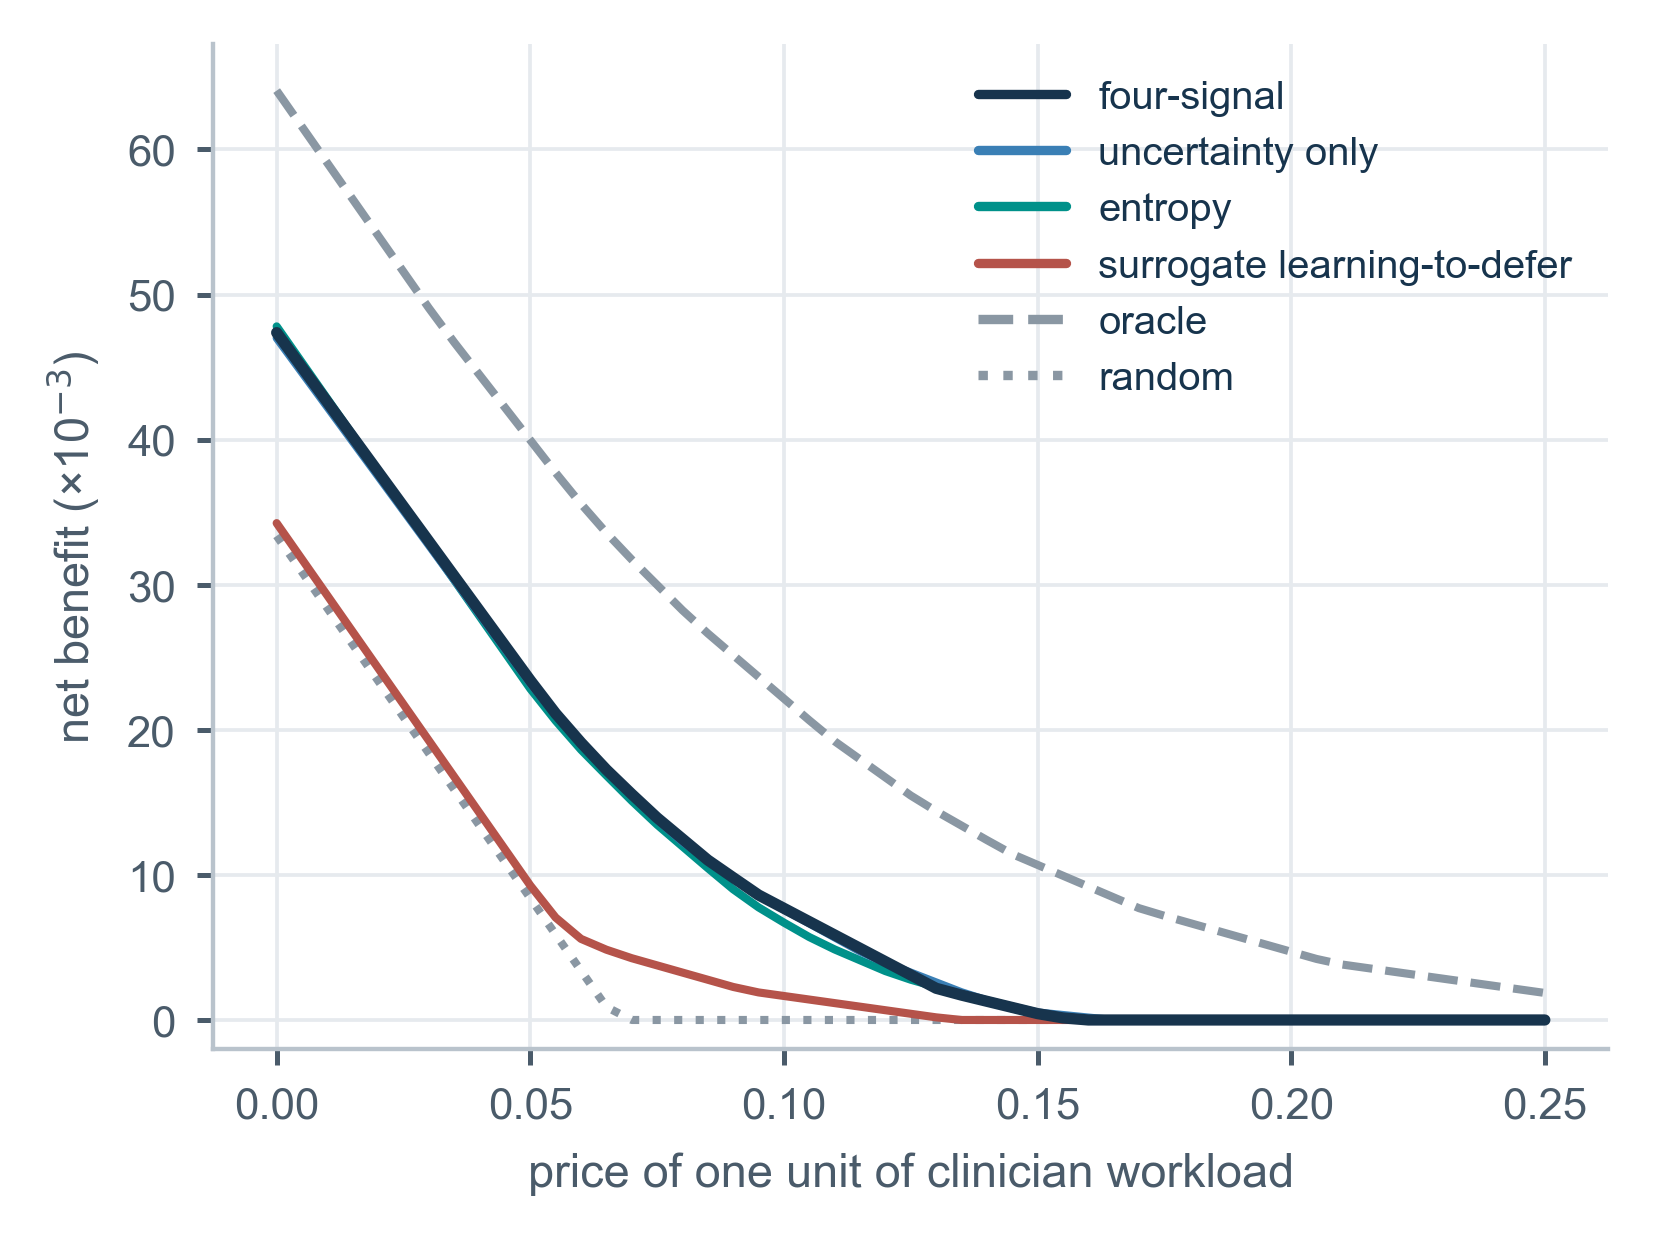 four-signal
uncertainty only
entropy
surrogate learning-to-defer
oracle
random
net benefit (×10⁻³)
60
50
40
30
20
10
0
0.00 0.05 0.10 0.15 0.20 0.25
price of one unit of clinician workload